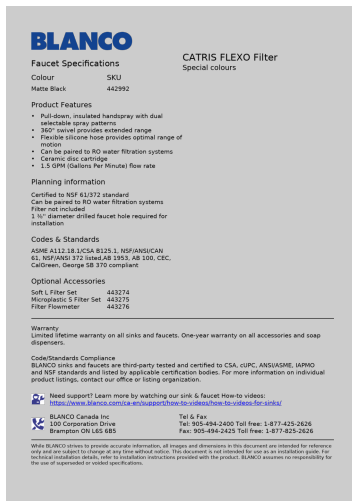 BLANCO
CATRIS FLEXO Filter
Special colours
Faucet Specifications
Colour SKU
Matte Black 442992
Product Features
• Pull-down, insulated handspray with dual
selectable spray patterns
• 360° swivel provides extended range
• Flexible silicone hose provides optimal range of
motion
• Can be paired to RO water filtration systems
• Ceramic disc cartridge
• 1.5 GPM (Gallons Per Minute) flow rate
Planning information
Certified to NSF 61/372 standard
Can be paired to RO water filtration systems
Filter not included
1 ½" diameter drilled faucet hole required for
installation
Codes & Standards
ASME A112.18.1/CSA B125.1, NSF/ANSI/CAN
61, NSF/ANSI 372 listed,AB 1953, AB 100, CEC,
CalGreen, George SB 370 compliant
Optional Accessories
Soft L Filter Set 443274
Microplastic S Filter Set 443275
Filter Flowmeter 443276
Warranty
Limited lifetime warranty on all sinks and faucets. One-year warranty on all accessories and soap
dispensers.
Code/Standards Compliance
BLANCO sinks and faucets are third-party tested and certified to CSA, cUPC, ANSI/ASME, IAPMO
and NSF standards and listed by applicable certification bodies. For more information on individual
product listings, contact our office or listing organization.
Need support? Learn more by watching our sink & faucet How-to videos:
https://www.blanco.com/ca-en/support/how-to-videos/how-to-videos-for-sinks/
BLANCO Canada Inc Tel & Fax
100 Corporation Drive Tel: 905-494-2400 Toll free: 1-877-425-2626
Brampton ON L6S 6B5 Fax: 905-494-2425 Toll free: 1-877-825-2626
While BLANCO strives to provide accurate information, all images and dimensions in this document are intended for reference
only and are subject to change at any time without notice. This document is not intended for use as an installation guide. For
technical installation details, refer to installation instructions provided with the product. BLANCO assumes no responsibility for
the use of superseded or voided specifications.